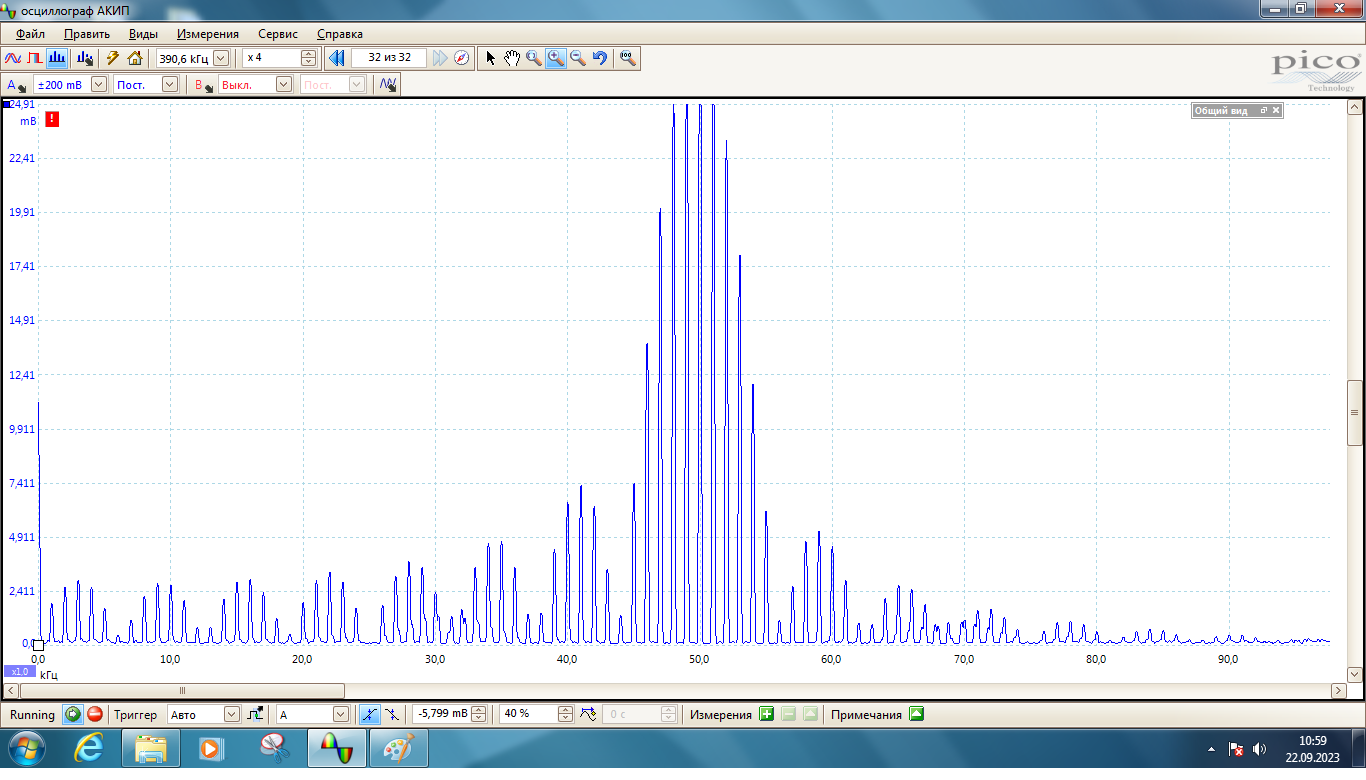 осциллограф АКИП
Файл Править Виды Измерения Сервис Справка
390,6 кГц x 4 32 из 32
pico
Technology
A ±200 mВ Пост. B Выкл. Пост.
24,91
mВ
!
Общий вид
22,41
19,91
17,41
14,91
12,41
9,911
7,411
4,911
2,411
0,0
0,0 10,0 20,0 30,0 40,0 50,0 60,0 70,0 80,0 90,0
x1,0
кГц
Running Триггер Авто A -5,799 mВ 40 % 0 с Измерения Примечания
10:59
22.09.2023